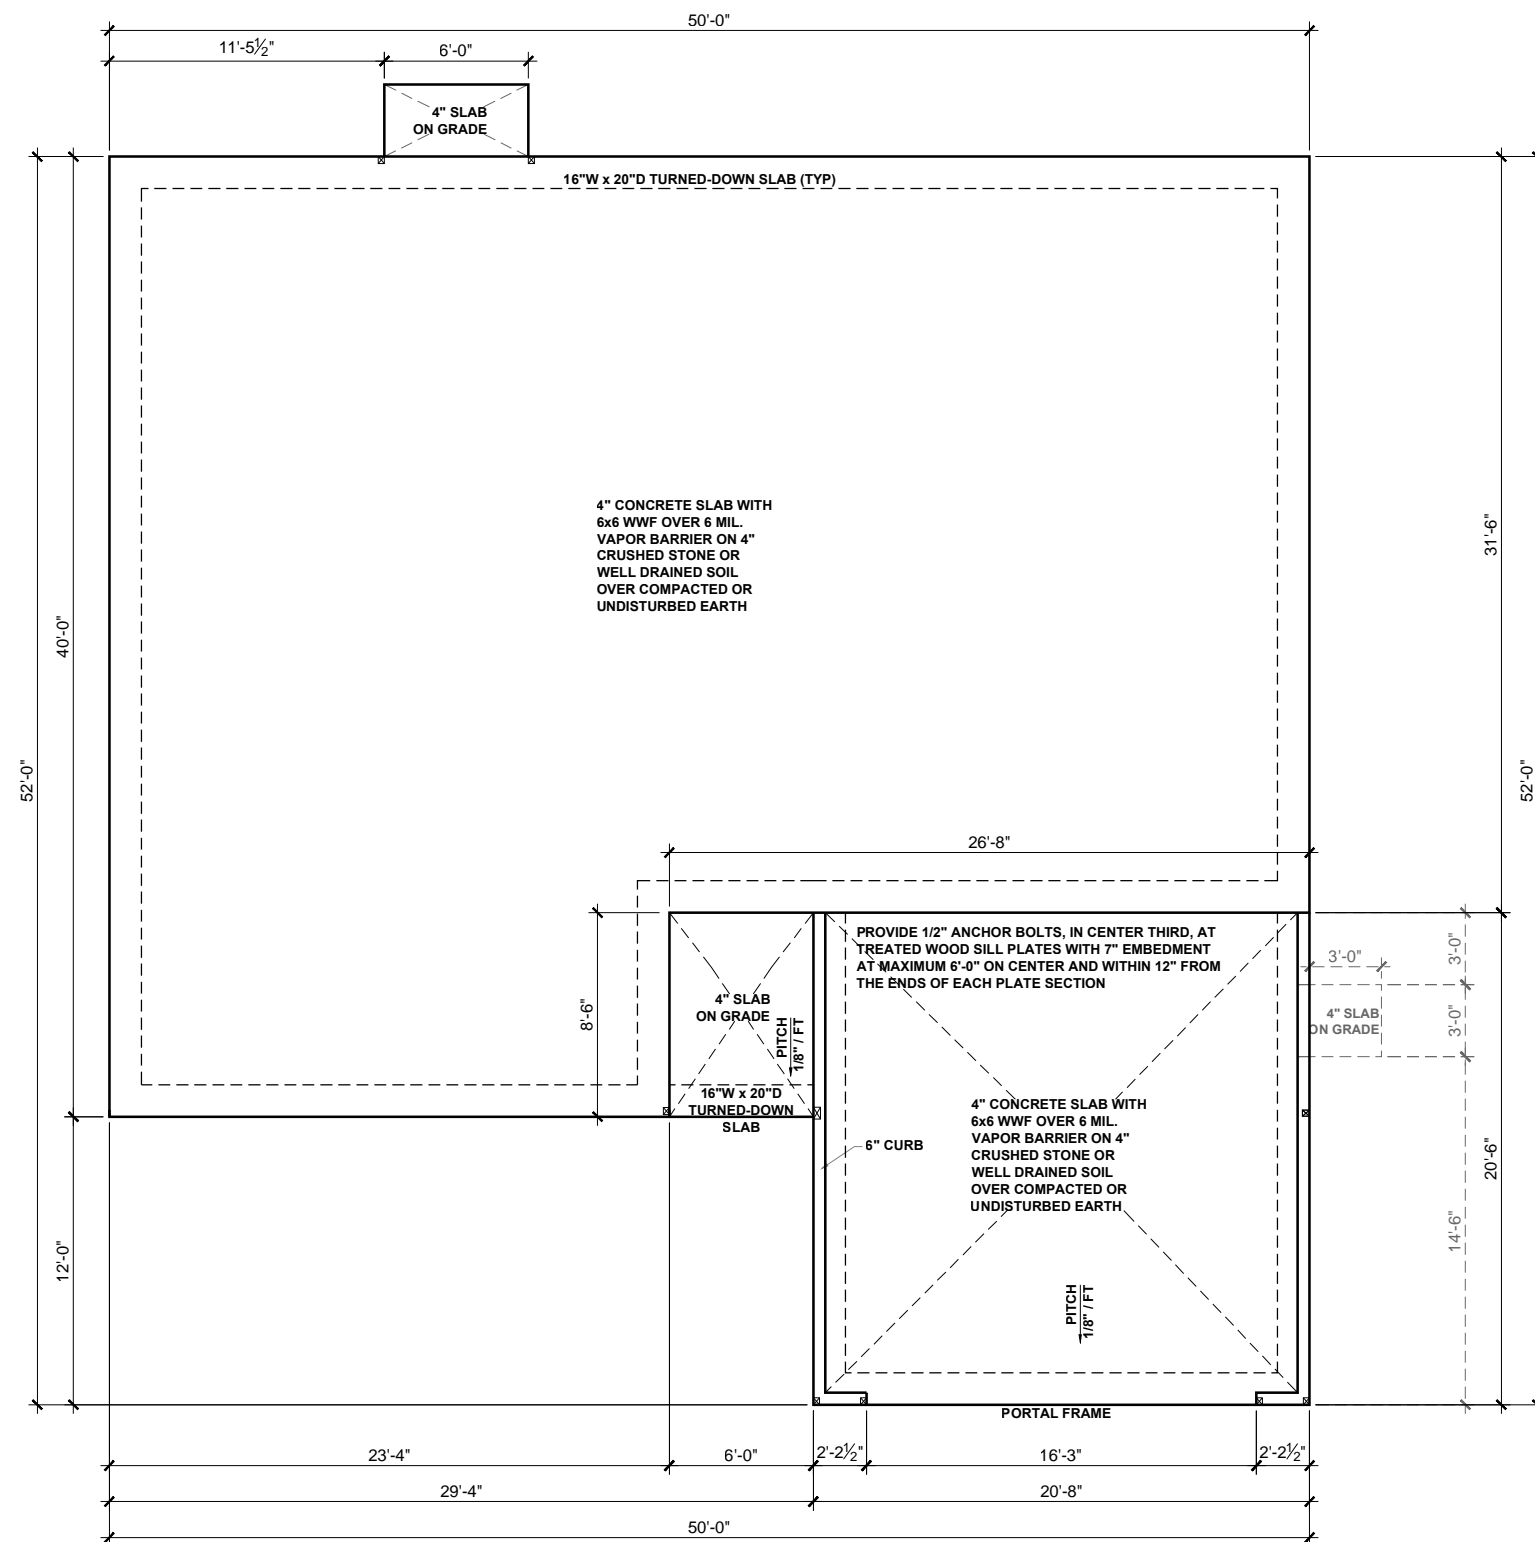 50'-0"
11'-5½"
6'-0"
4" SLAB
ON GRADE
16"W x 20"D TURNED-DOWN SLAB (TYP)
4" CONCRETE SLAB WITH
6x6 WWF OVER 6 MIL.
VAPOR BARRIER ON 4"
CRUSHED STONE OR
WELL DRAINED SOIL
OVER COMPACTED OR
UNDISTURBED EARTH
31'-6"
40'-0"
52'-0"
52'-0"
26'-8"
PROVIDE 1/2" ANCHOR BOLTS, IN CENTER THIRD, AT
TREATED WOOD SILL PLATES WITH 7" EMBEDMENT
AT MAXIMUM 6'-0" ON CENTER AND WITHIN 12" FROM
THE ENDS OF EACH PLATE SECTION
3'-0"
3'-0"
8'-6"
4" SLAB
ON GRADE
PITCH
1/8" / FT
4" SLAB
ON GRADE
3'-0"
16"W x 20"D
TURNED-DOWN
SLAB
4" CONCRETE SLAB WITH
6x6 WWF OVER 6 MIL.
VAPOR BARRIER ON 4"
CRUSHED STONE OR
WELL DRAINED SOIL
OVER COMPACTED OR
UNDISTURBED EARTH
6" CURB
20'-6"
12'-0"
14'-6"
PITCH
1/8" / FT
PORTAL FRAME
23'-4"
6'-0"
2'-2½"
16'-3"
2'-2½"
29'-4"
20'-8"
50'-0"